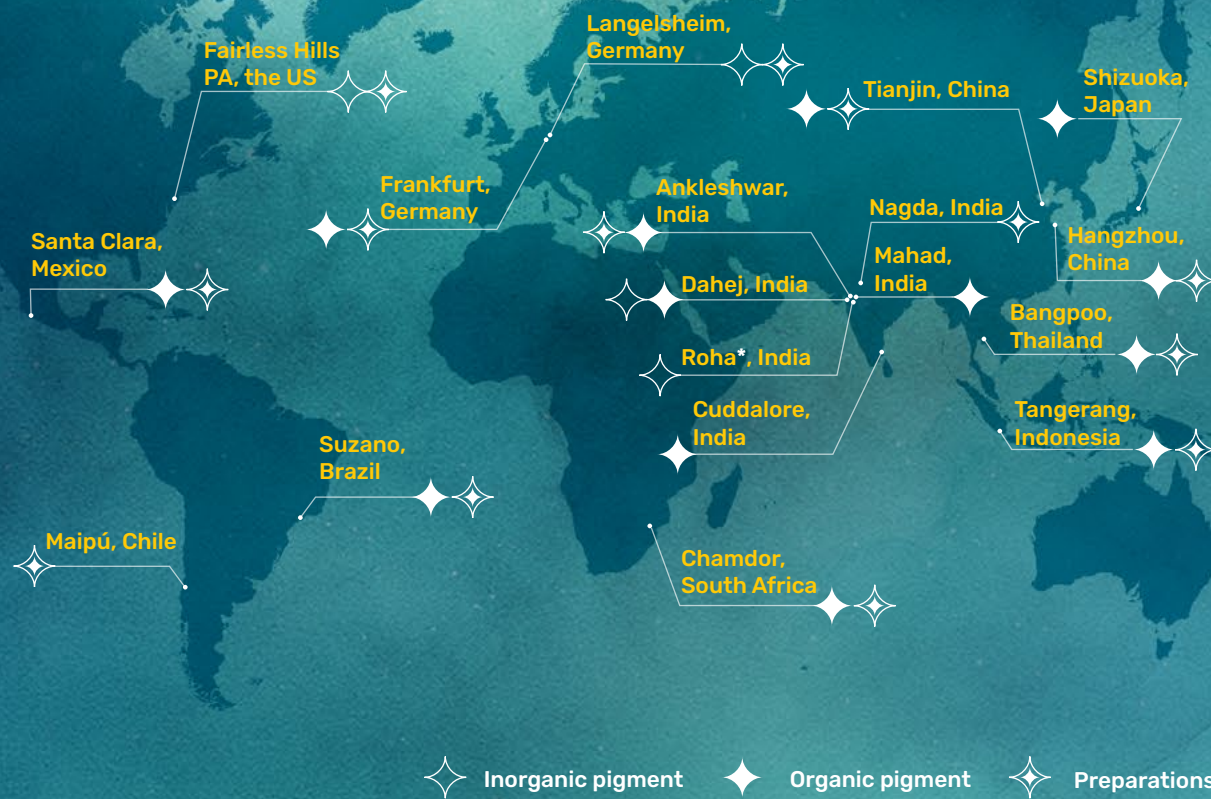 Langelsheim,
Germany
Fairless Hills
PA, the US
Tianjin, China
Shizuoka,
Japan
Frankfurt,
Germany
Ankleshwar,
India
Nagda, India
Santa Clara,
Mexico
Hangzhou,
China
Mahad,
India
Dahej, India
Bangpoo,
Thailand
Roha*, India
Cuddalore,
India
Tangerang,
Indonesia
Suzano,
Brazil
Maipú, Chile
Chamdor,
South Africa
Inorganic pigment
Organic pigment
Preparations